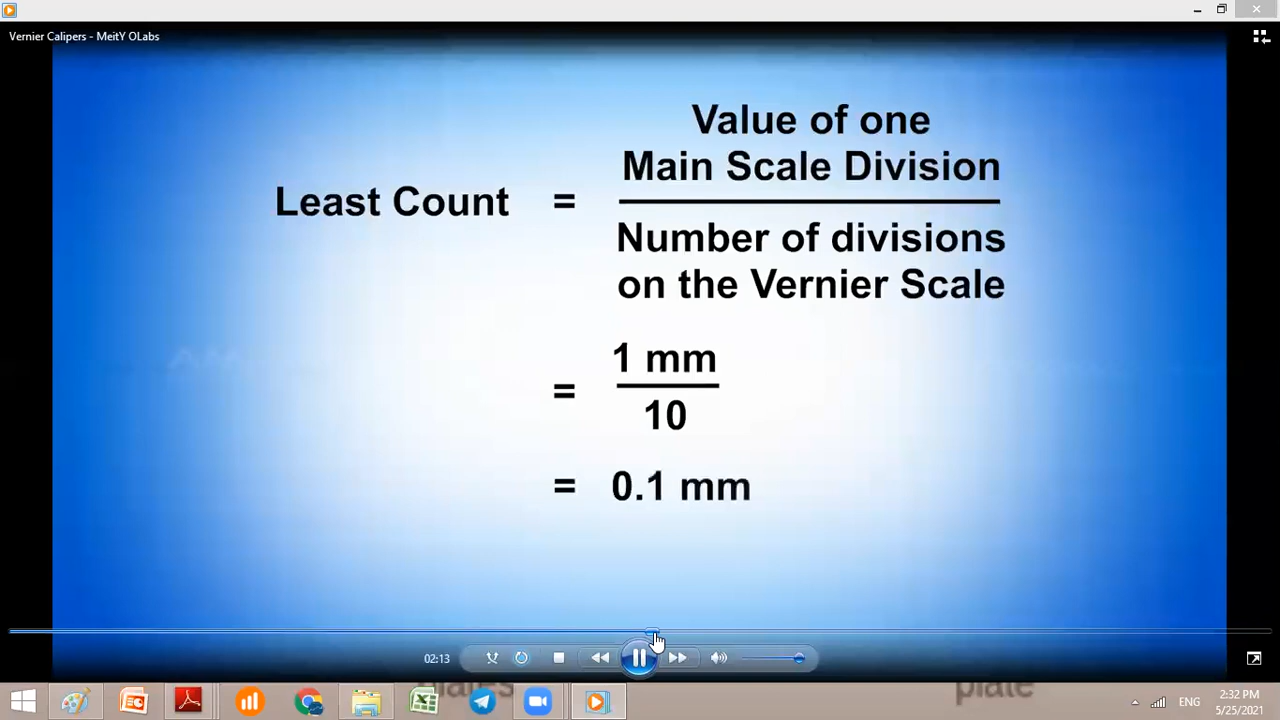 Vernier Calipers - MeitY OLabs
Value of one
Main Scale Division
Least Count =
Number of divisions
on the Vernier Scale
1 mm
=
10
= 0.1 mm
02:13
plate
ENG
2:32 PM
5/25/2021